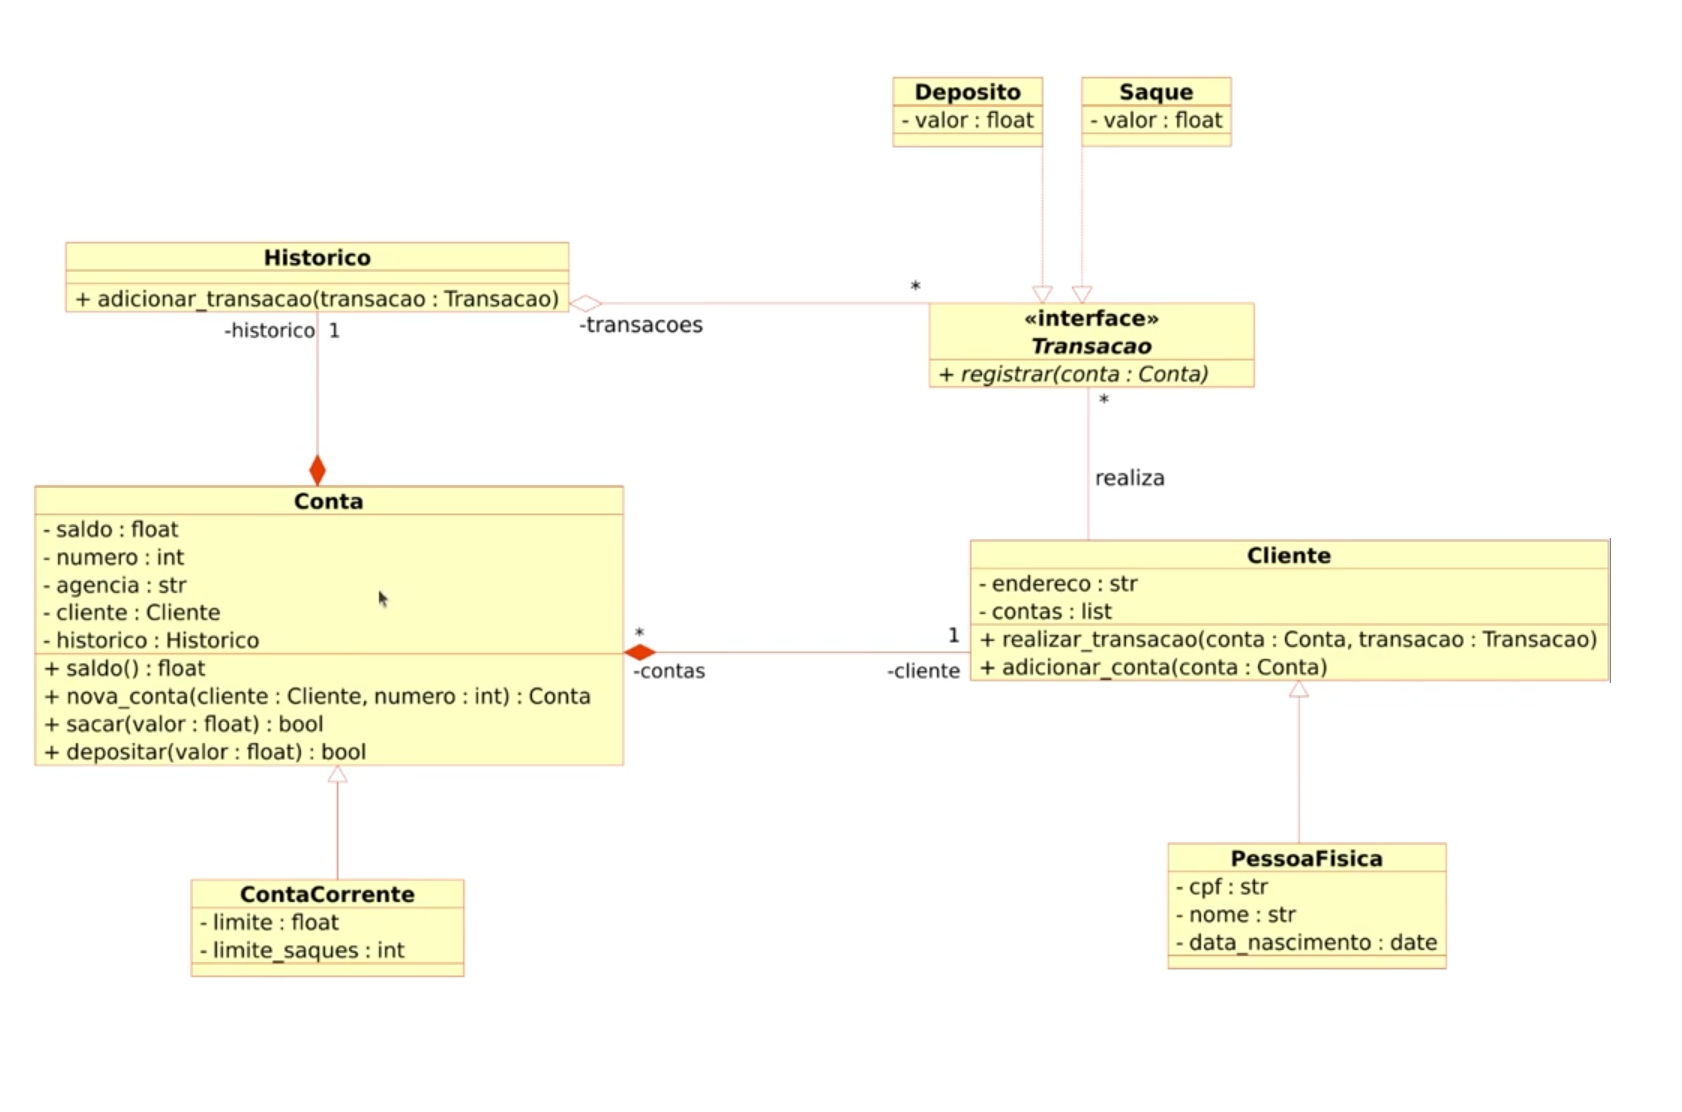 Deposito
- valor : float
Saque
- valor : float
Historico
+ adicionar_transacao(transacao : Transacao)
-historico 1
-transacoes
*
«interface»
Transacao
+ registrar(conta : Conta)
*
realiza
Conta
- saldo : float
- numero : int
- agencia : str
- cliente : Cliente
- historico : Historico
+ saldo() : float
+ nova_conta(cliente : Cliente, numero : int) : Conta
+ sacar(valor : float) : bool
+ depositar(valor : float) : bool
*
-contas
1
-cliente
Cliente
- endereco : str
- contas : list
+ realizar_transacao(conta : Conta, transacao : Transacao)
+ adicionar_conta(conta : Conta)
ContaCorrente
- limite : float
- limite_saques : int
PessoaFisica
- cpf : str
- nome : str
- data_nascimento : date